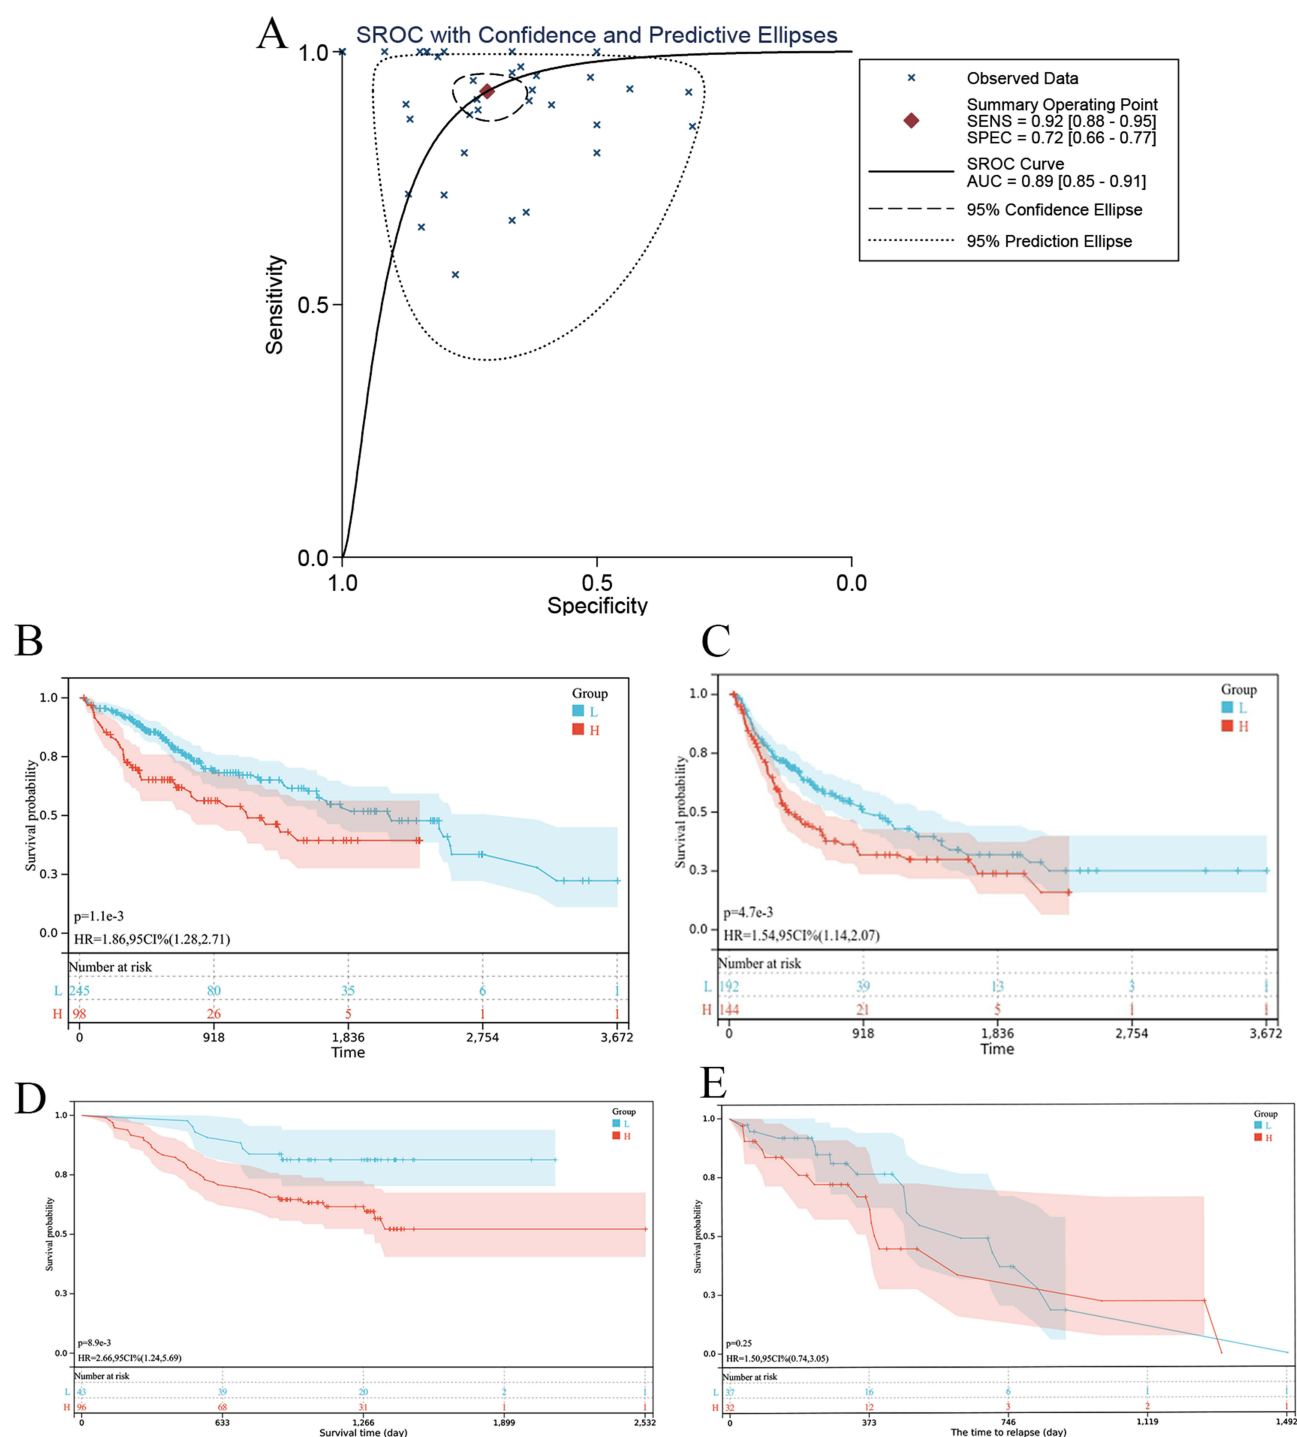 A
SROC with Confidence and Predictive Ellipses
1.0
0.5
0.0
Sensitivity
1.0
0.5
0.0
Specificity
Observed Data
Summary Operating Point
SENS = 0.92 [0.88 - 0.95]
SPEC = 0.72 [0.66 - 0.77]
SROC Curve
AUC = 0.89 [0.85 - 0.91]
95% Confidence Ellipse
95% Prediction Ellipse
B
Group
L
H
1.0
0.8
0.5
0.3
0.0
Survival probability
p=1.1e-3
HR=1.86,95CI%(1.28,2.71)
Number at risk
L 245 80 35 6 1
H 98 26 5 1 1
0 918 1,836 2,754 3,672
Time
C
Group
L
H
1.0
0.8
0.5
0.3
0.0
Survival probability
p=4.7e-3
HR=1.54,95CI%(1.14,2.07)
Number at risk
L 192 39 13 3 1
H 144 21 5 1 1
0 918 1,836 2,754 3,672
Time
D
Group
L
H
1.0
0.8
0.5
0.3
0.0
Survival probability
p=8.9e-3
HR=2.66,95CI%(1.24,5.69)
Number at risk
L 43 39 20 2 1
H 96 68 31 1 1
0 633 1,266 1,899 2,532
Survival time (day)
E
Group
L
H
1.0
0.8
0.5
0.3
0.0
Survival probability
p=0.25
HR=1.50,95CI%(0.74,3.05)
Number at risk
L 37 16 6 1 1
H 32 12 3 2 1
0 373 746 1,119 1,492
The time to relapse (day)